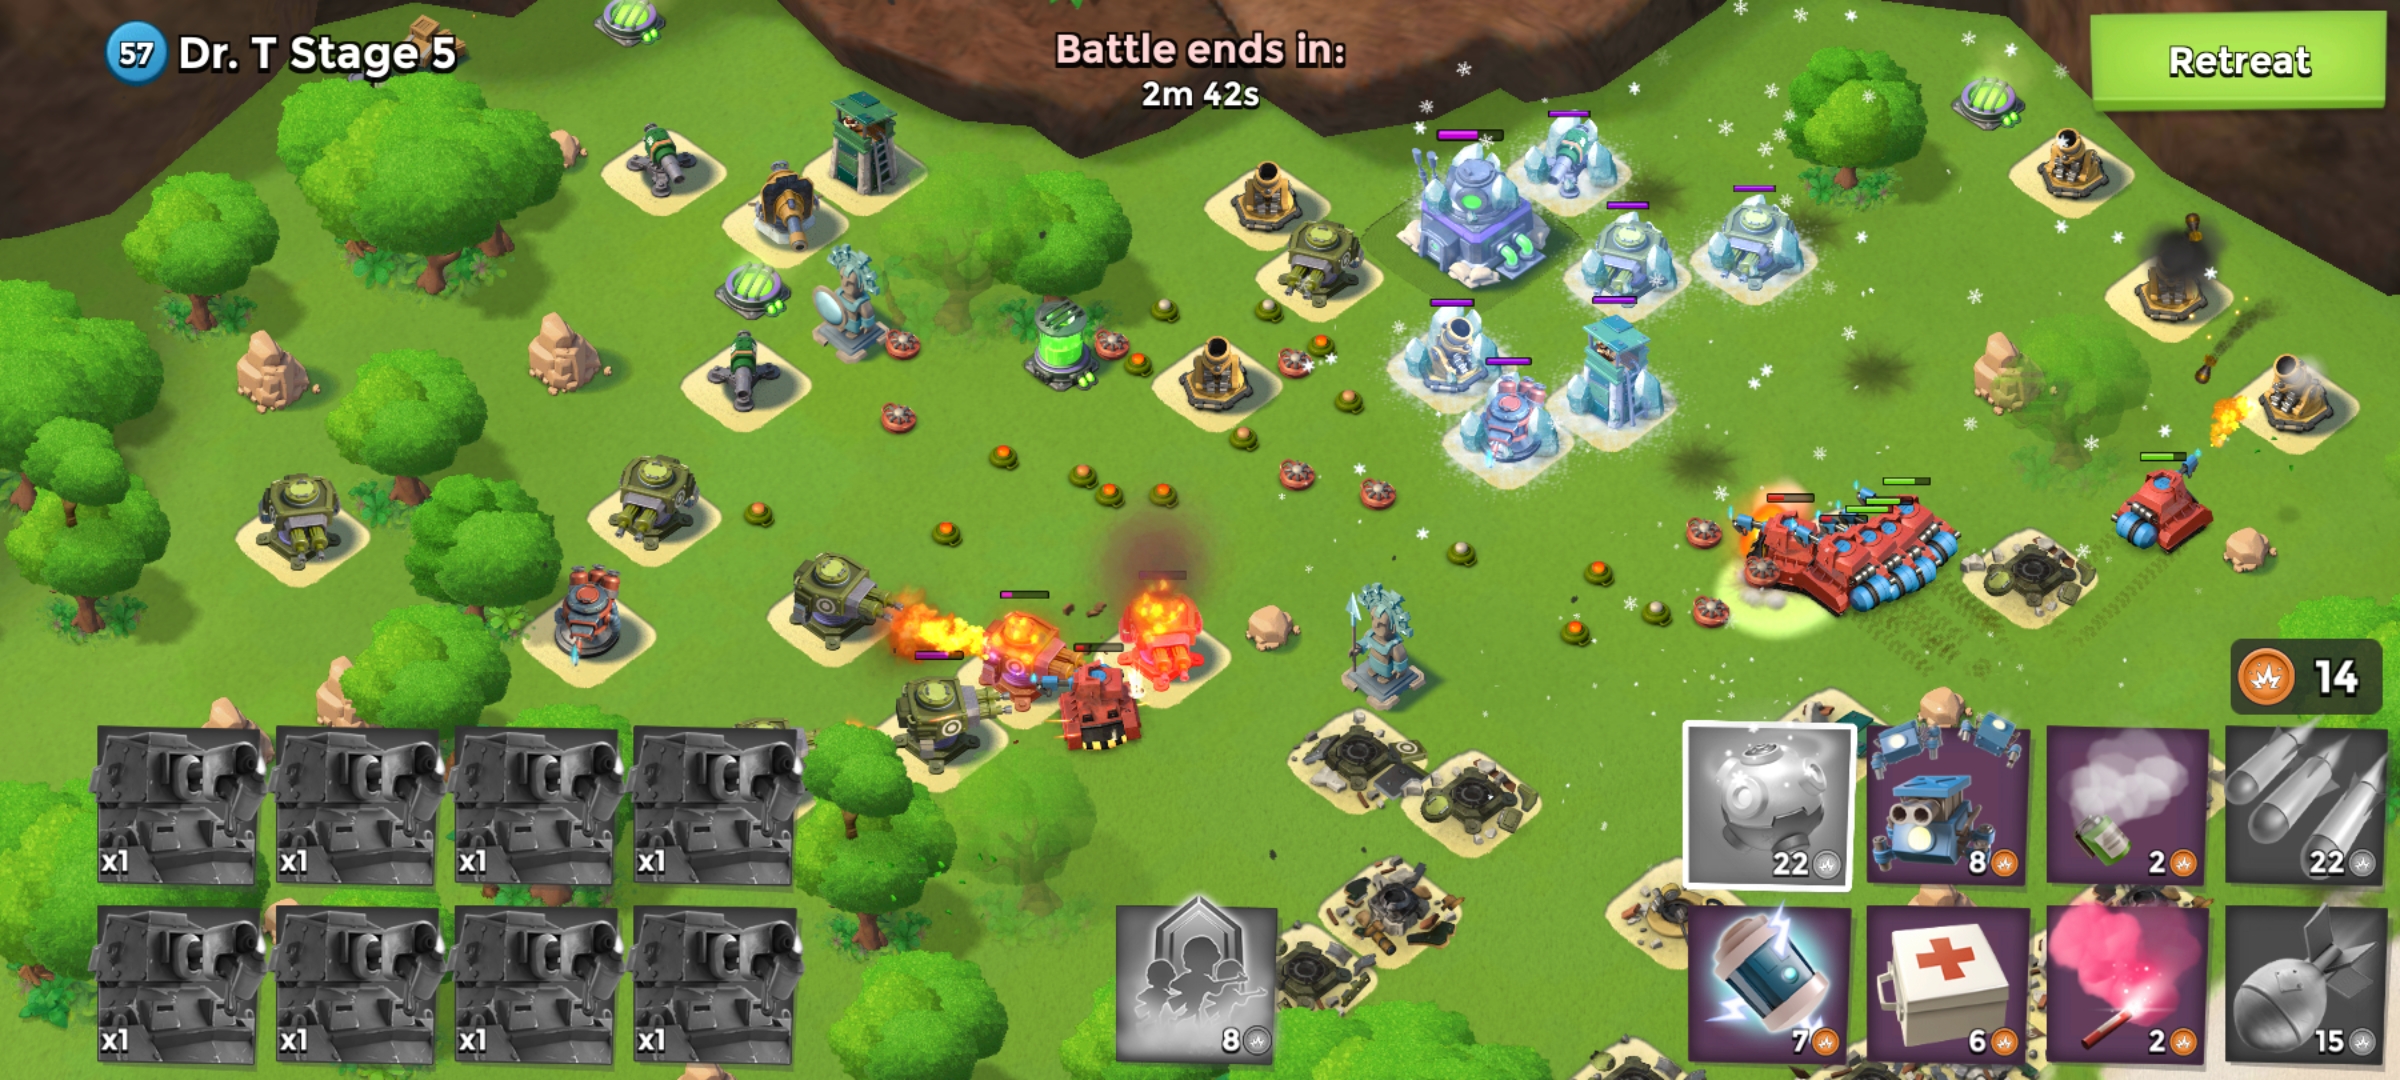 57 Dr. T Stage 5
Battle ends in:
2m 42s
Retreat
14
x1 x1 x1 x1
22 8 2 22
x1 x1 x1 x1
8
7 6 2 15